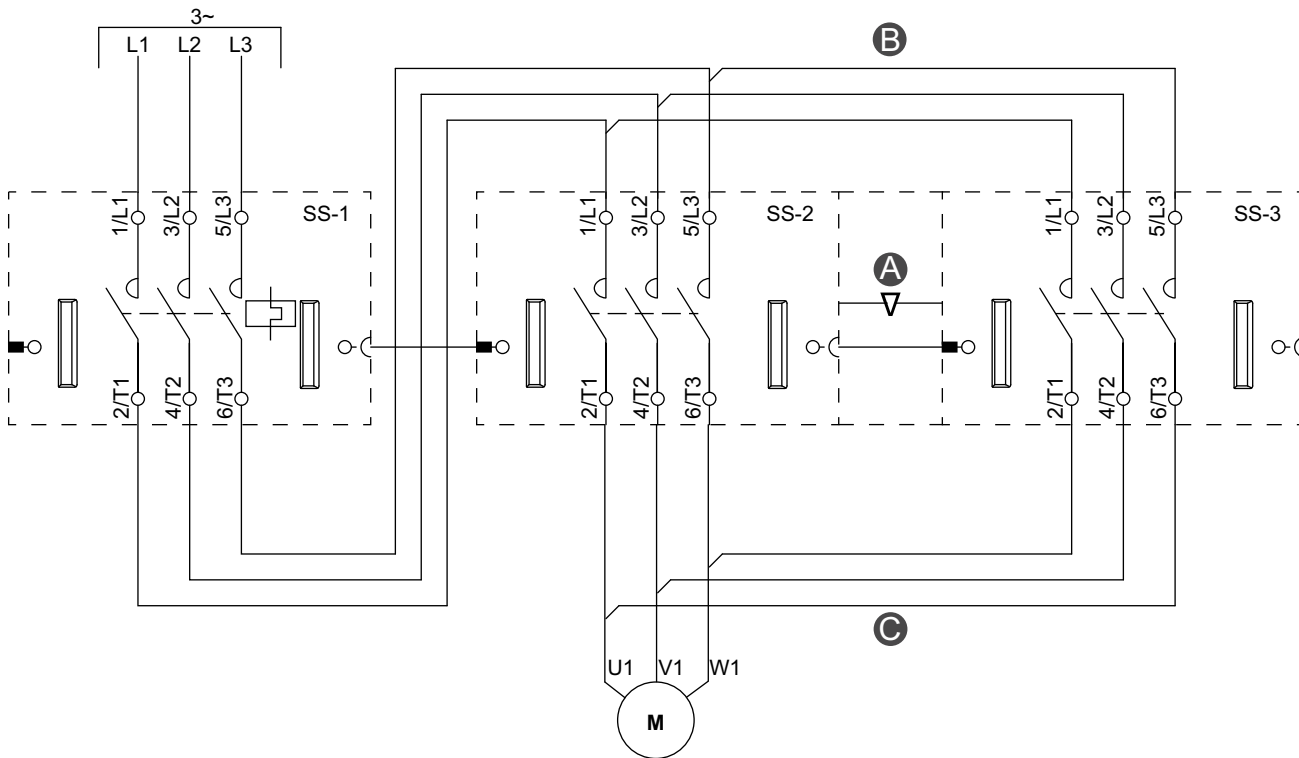 3~
L1 L2 L3
B
1/L1 3/L2 5/L3 SS-1
1/L1 3/L2 5/L3 SS-2
1/L1 3/L2 5/L3 SS-3
A
2/T1 4/T2 6/T3
2/T1 4/T2 6/T3
2/T1 4/T2 6/T3
C
U1 V1 W1
M